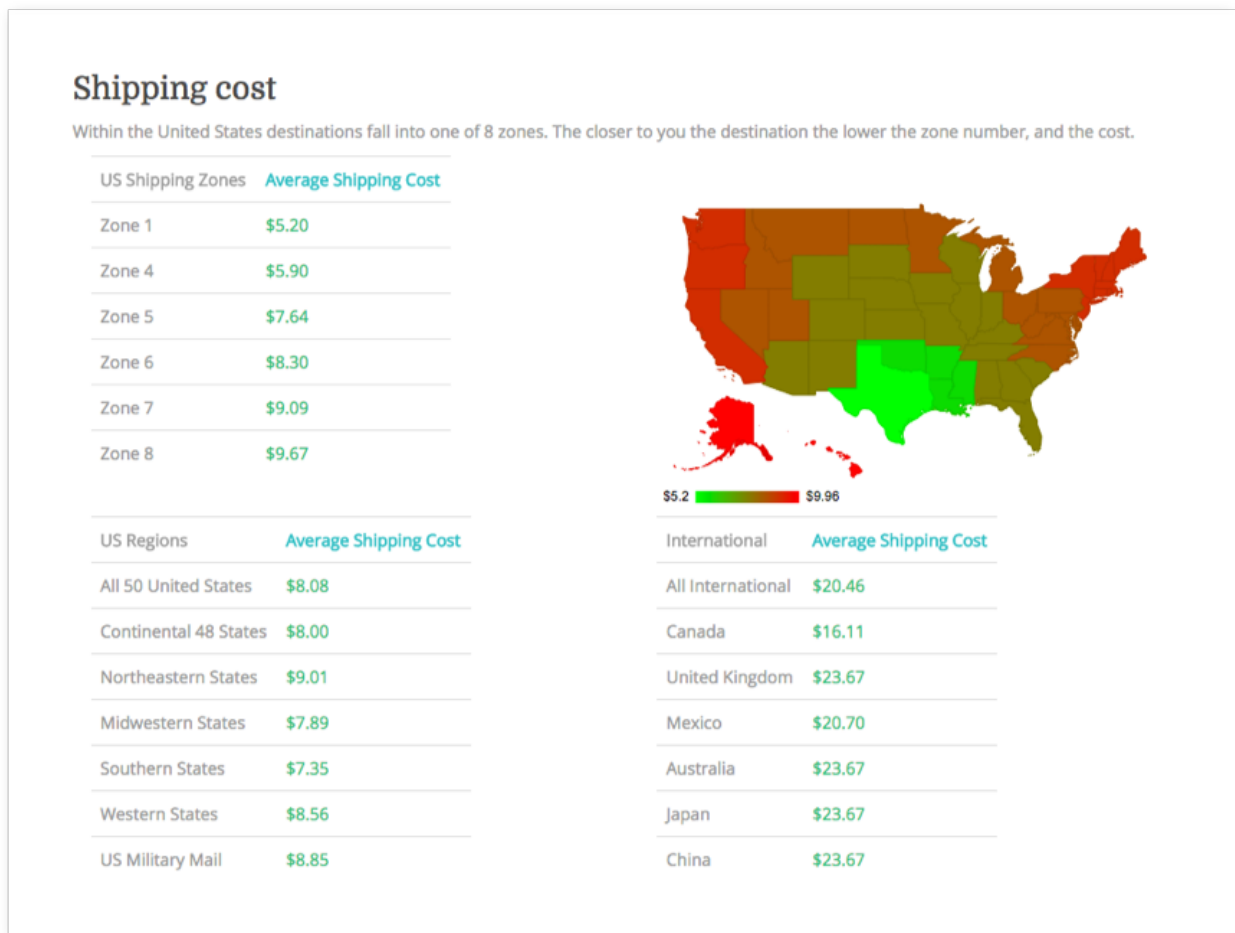 Shipping cost
Within the United States destinations fall into one of 8 zones. The closer to you the destination the lower the zone number, and the cost.
US Shipping Zones Average Shipping Cost
Zone 1 $5.20
Zone 4 $5.90
Zone 5 $7.64
Zone 6 $8.30
Zone 7 $9.09
Zone 8 $9.67
$5.2 $9.96
US Regions Average Shipping Cost
All 50 United States $8.08
Continental 48 States $8.00
Northeastern States $9.01
Midwestern States $7.89
Southern States $7.35
Western States $8.56
US Military Mail $8.85
International Average Shipping Cost
All International $20.46
Canada $16.11
United Kingdom $23.67
Mexico $20.70
Australia $23.67
Japan $23.67
China $23.67